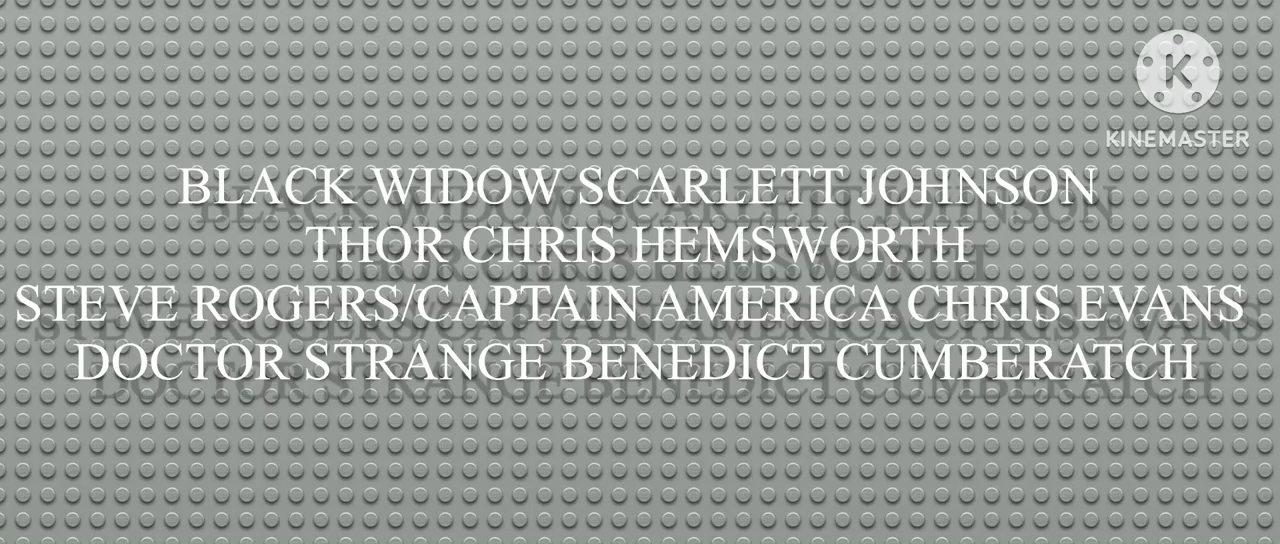 K
KINEMASTER
BLACK WIDOW SCARLETT JOHNSON
THOR CHRIS HEMSWORTH
STEVE ROGERS/CAPTAIN AMERICA CHRIS EVANS
DOCTOR STRANGE BENEDICT CUMBERATCH